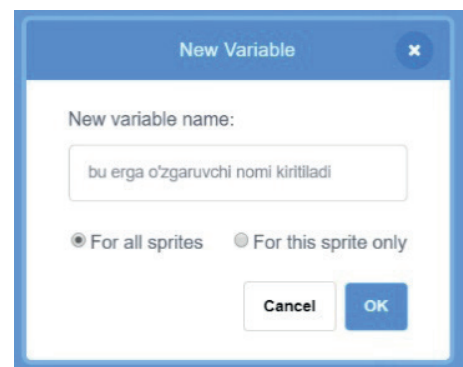 New Variable
New variable name:
bu erga o'zgaruvchi nomi kiritiladi
For all sprites For this sprite only
Cancel OK